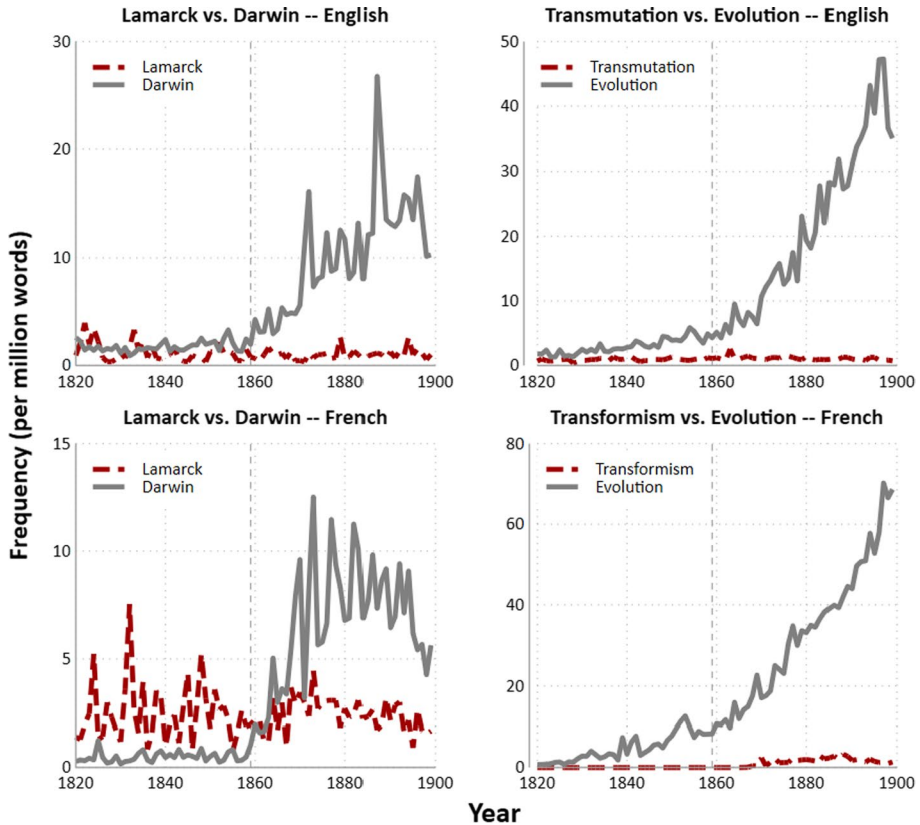 Lamarck vs. Darwin -- English
30
20
10
0
Lamarck
Darwin
1820 1840 1860 1880 1900
Transmutation vs. Evolution -- English
50
40
30
20
10
0
Transmutation
Evolution
1820 1840 1860 1880 1900
Lamarck vs. Darwin -- French
15
10
5
0
Lamarck
Darwin
1820 1840 1860 1880 1900
Transformism vs. Evolution -- French
80
60
40
20
0
Transformism
Evolution
1820 1840 1860 1880 1900
Frequency (per million words)
Year